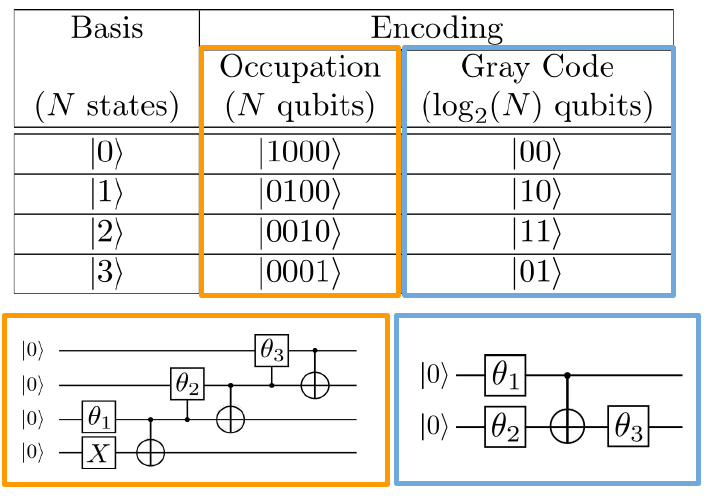 Basis Encoding
Occupation Gray Code
(N states) (N qubits) (log₂(N) qubits)
|0⟩ |1000⟩ |00⟩
|1⟩ |0100⟩ |10⟩
|2⟩ |0010⟩ |11⟩
|3⟩ |0001⟩ |01⟩
|0⟩ θ₃
|0⟩ θ₂
|0⟩ θ₁
|0⟩ X
|0⟩ θ₁
|0⟩ θ₂ θ₃